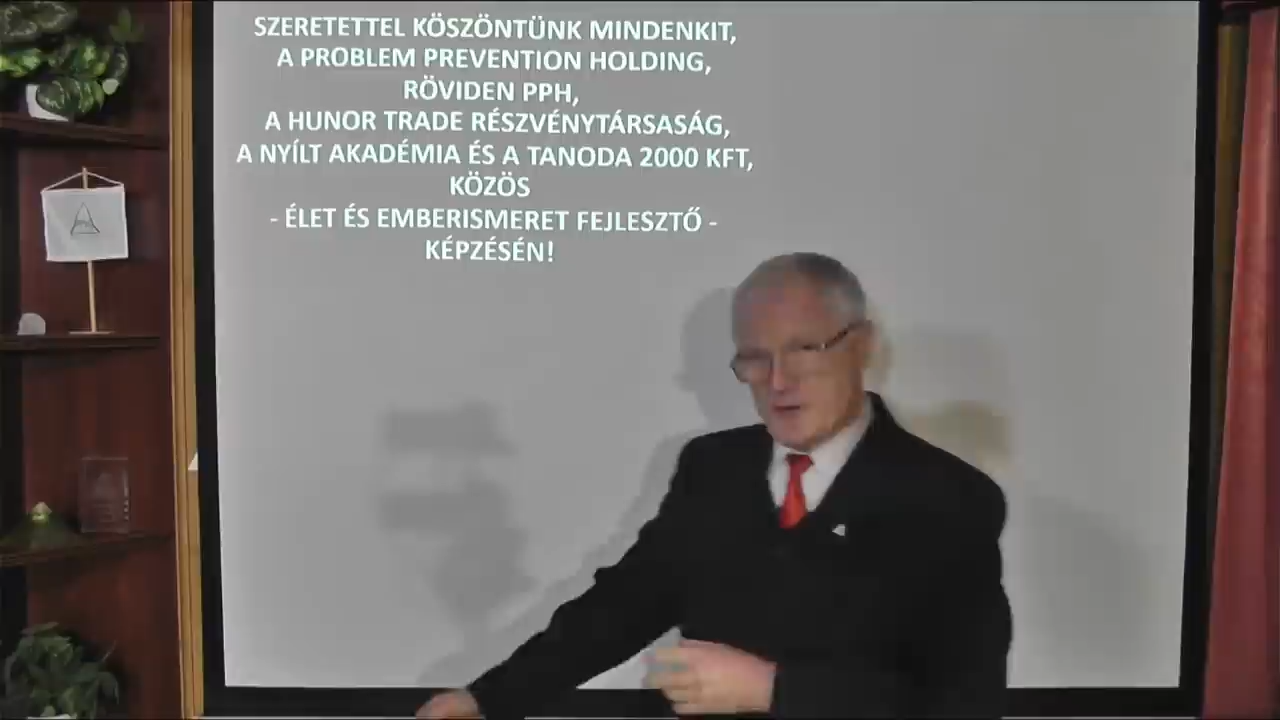 SZERETETTEL KÖSZÖNTÜNK MINDENKIT,
A PROBLEM PREVENTION HOLDING,
RÖVIDEN PPH,
A HUNOR TRADE RÉSZVÉNYTÁRSASÁG,
A NYÍLT AKADÉMIA ÉS A TANODA 2000 KFT,
KÖZÖS
- ÉLET ÉS EMBERISMERET FEJLESZTŐ -
KÉPZÉSÉN!